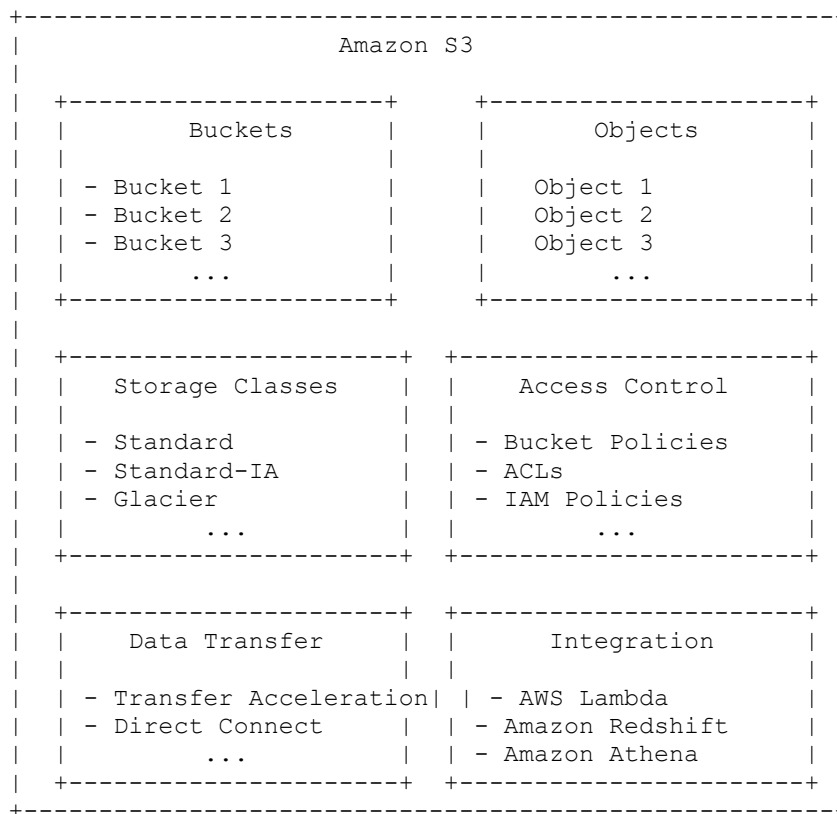 Amazon S3
Buckets Objects
- Bucket 1 Object 1
- Bucket 2 Object 2
- Bucket 3 Object 3
... ...
Storage Classes Access Control
- Standard - Bucket Policies
- Standard-IA - ACLs
- Glacier - IAM Policies
... ...
Data Transfer Integration
- Transfer Acceleration - AWS Lambda
- Direct Connect - Amazon Redshift
... - Amazon Athena